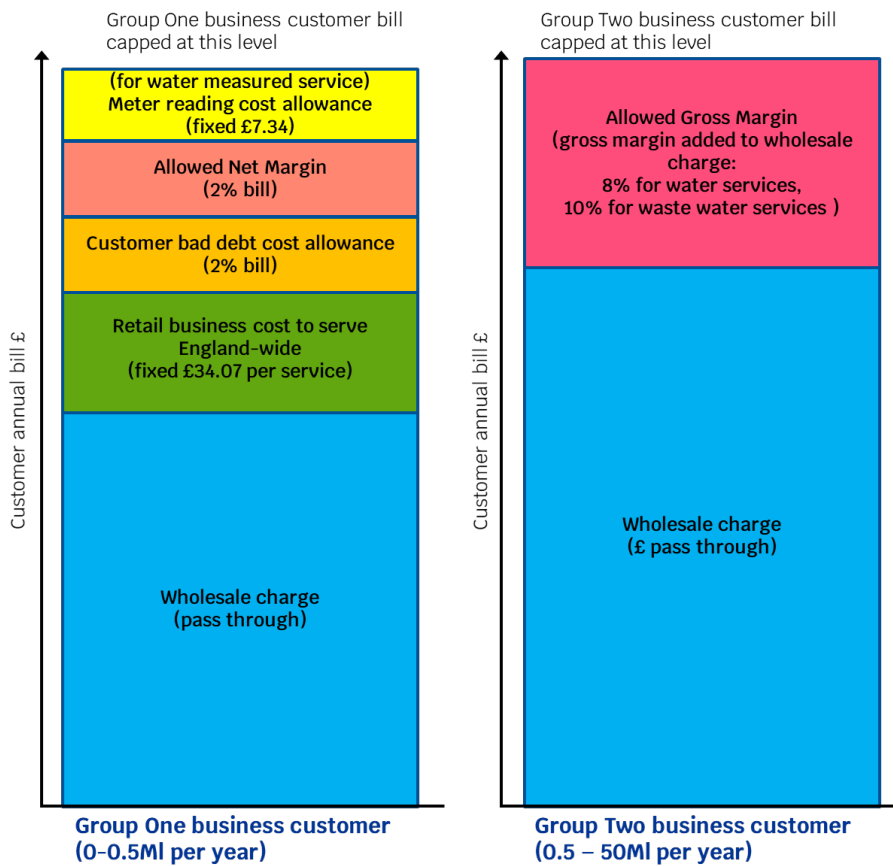 Group One business customer bill
capped at this level
(for water measured service)
Meter reading cost allowance
(fixed £7.34)
Allowed Net Margin
(2% bill)
Customer bad debt cost allowance
(2% bill)
Retail business cost to serve
England-wide
(fixed £34.07 per service)
Wholesale charge
(pass through)
Customer annual bill £
Group One business customer
(0-0.5Ml per year)
Group Two business customer bill
capped at this level
Allowed Gross Margin
(gross margin added to wholesale
charge:
8% for water services,
10% for waste water services )
Wholesale charge
(£ pass through)
Customer annual bill £
Group Two business customer
(0.5 – 50Ml per year)